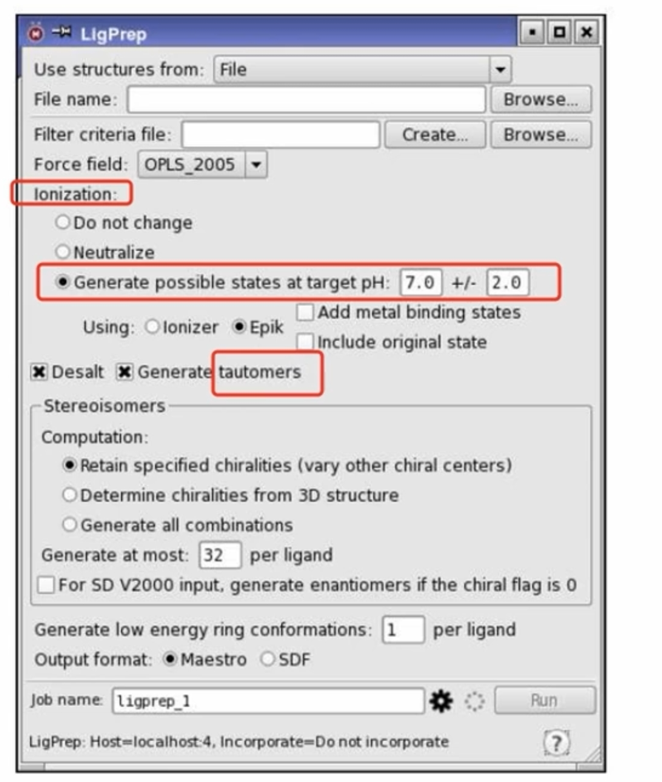 LigPrep
Use structures from: File
File name: Browse...
Filter criteria file: Create... Browse...
Force field: OPLS_2005
Ionization:
Do not change
Neutralize
Generate possible states at target pH: 7.0 +/- 2.0
Add metal binding states
Using: Ionizer Epik
Include original state
Desalt Generate tautomers
Stereoisomers
Computation:
Retain specified chiralities (vary other chiral centers)
Determine chiralities from 3D structure
Generate all combinations
Generate at most: 32 per ligand
For SD V2000 input, generate enantiomers if the chiral flag is 0
Generate low energy ring conformations: 1 per ligand
Output format: Maestro SDF
Job name: ligprep_1 Run
LigPrep: Host=localhost:4, Incorporate=Do not incorporate ?